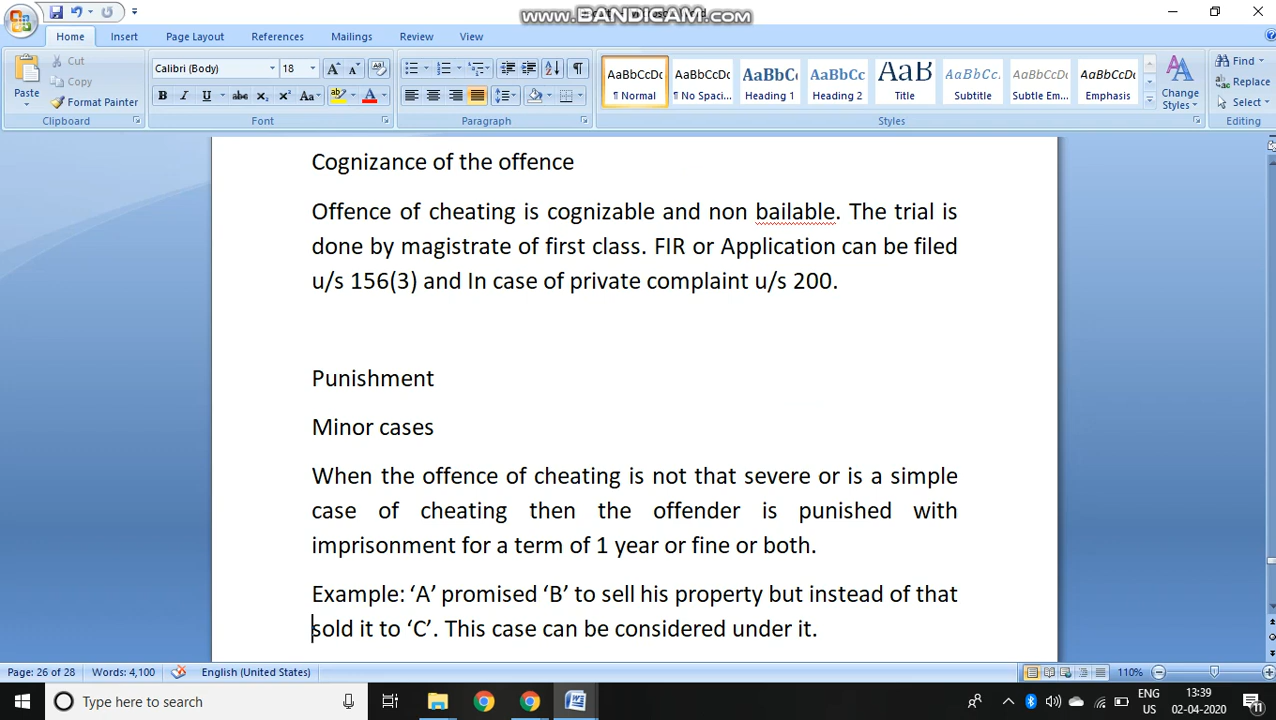 www.BANDICAM.com
Home Insert Page Layout References Mailings Review View
Cut
Copy
Format Painter
Paste
Clipboard
Calibri (Body) 18
Font
Paragraph
AaBbCcDc AaBbCcDc AaBbCc AaBbCc AaB AaBbCc. AaBbCcDc AaBbCcDc
¶ Normal ¶ No Spaci... Heading 1 Heading 2 Title Subtitle Subtle Em... Emphasis
Change Styles
Styles
Find
Replace
Select
Editing
Cognizance of the offence
Offence of cheating is cognizable and non bailable. The trial is
done by magistrate of first class. FIR or Application can be filed
u/s 156(3) and In case of private complaint u/s 200.
Punishment
Minor cases
When the offence of cheating is not that severe or is a simple
case of cheating then the offender is punished with
imprisonment for a term of 1 year or fine or both.
Example: ‘A’ promised ‘B’ to sell his property but instead of that
sold it to ‘C’. This case can be considered under it.
Page: 26 of 28 Words: 4,100 English (United States) 110%
Type here to search
ENG
US
13:39
02-04-2020